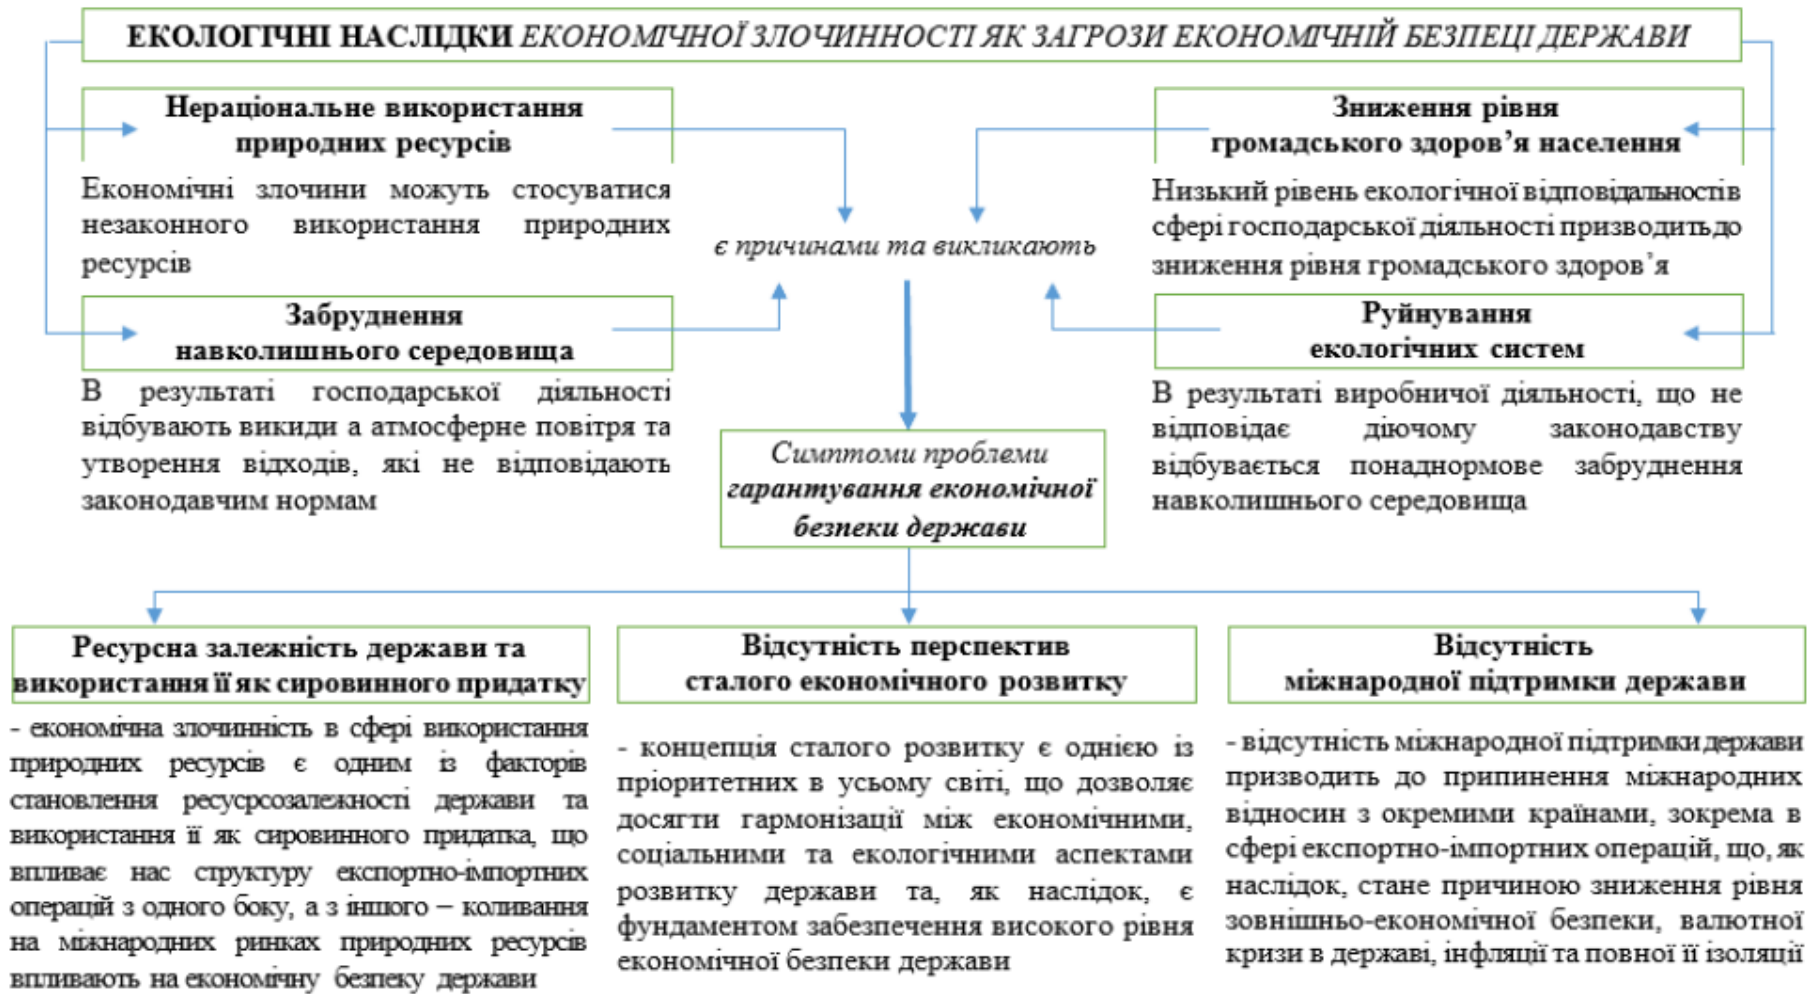 ЕКОЛОГІЧНІ НАСЛІДКИ ЕКОНОМІЧНОЇ ЗЛОЧИННОСТІ ЯК ЗАГРОЗИ ЕКОНОМІЧНІЙ БЕЗПЕЦІ ДЕРЖАВИ
Нераціональне використання
природних ресурсів
Економічні злочини можуть стосуватися
незаконного використання природних
ресурсів
Забруднення
навколишнього середовища
В результаті господарської діяльності
відбувають викиди а атмосферне повітря та
утворення відходів, які не відповідають
законодавчим нормам
Зниження рівня
громадського здоров’я населення
Низький рівень екологічної відповідальностів
сфері господарської діяльності призводить до
зниження рівня громадського здоров’я
Руйнування
екологічних систем
В результаті виробничої діяльності, що не
відповідає діючому законодавству
відбувається понаднормове забруднення
навколишнього середовища
є причинами та викликають
Симптоми проблеми
гарантування економічної
безпеки держави
Ресурсна залежність держави та
використання її як сировинного придатку
- економічна злочинність в сфері використання
природних ресурсів є одним із факторів
становлення ресусрсозалежності держави та
використання її як сировинного придатка, що
впливає нас структуру експортно-імпортних
операцій з одного боку, а з іншого – коливання
на міжнародних ринках природних ресурсів
впливають на економічну безпеку держави
Відсутність перспектив
сталого економічного розвитку
- концепція сталого розвитку є однією із
пріоритетних в усьому світі, що дозволяє
досягти гармонізації між економічними,
соціальними та екологічними аспектами
розвитку держави та, як наслідок, є
фундаментом забезпечення високого рівня
економічної безпеки держави
Відсутність
міжнародної підтримки держави
- відсутність міжнародної підтримки держави
призводить до припинення міжнародних
відносин з окремими країнами, зокрема в
сфері експортно-імпортних операцій, що, як
наслідок, стане причиною зниження рівня
зовнішньо-економічної безпеки, валютної
кризи в державі, інфляції та повної її ізоляції